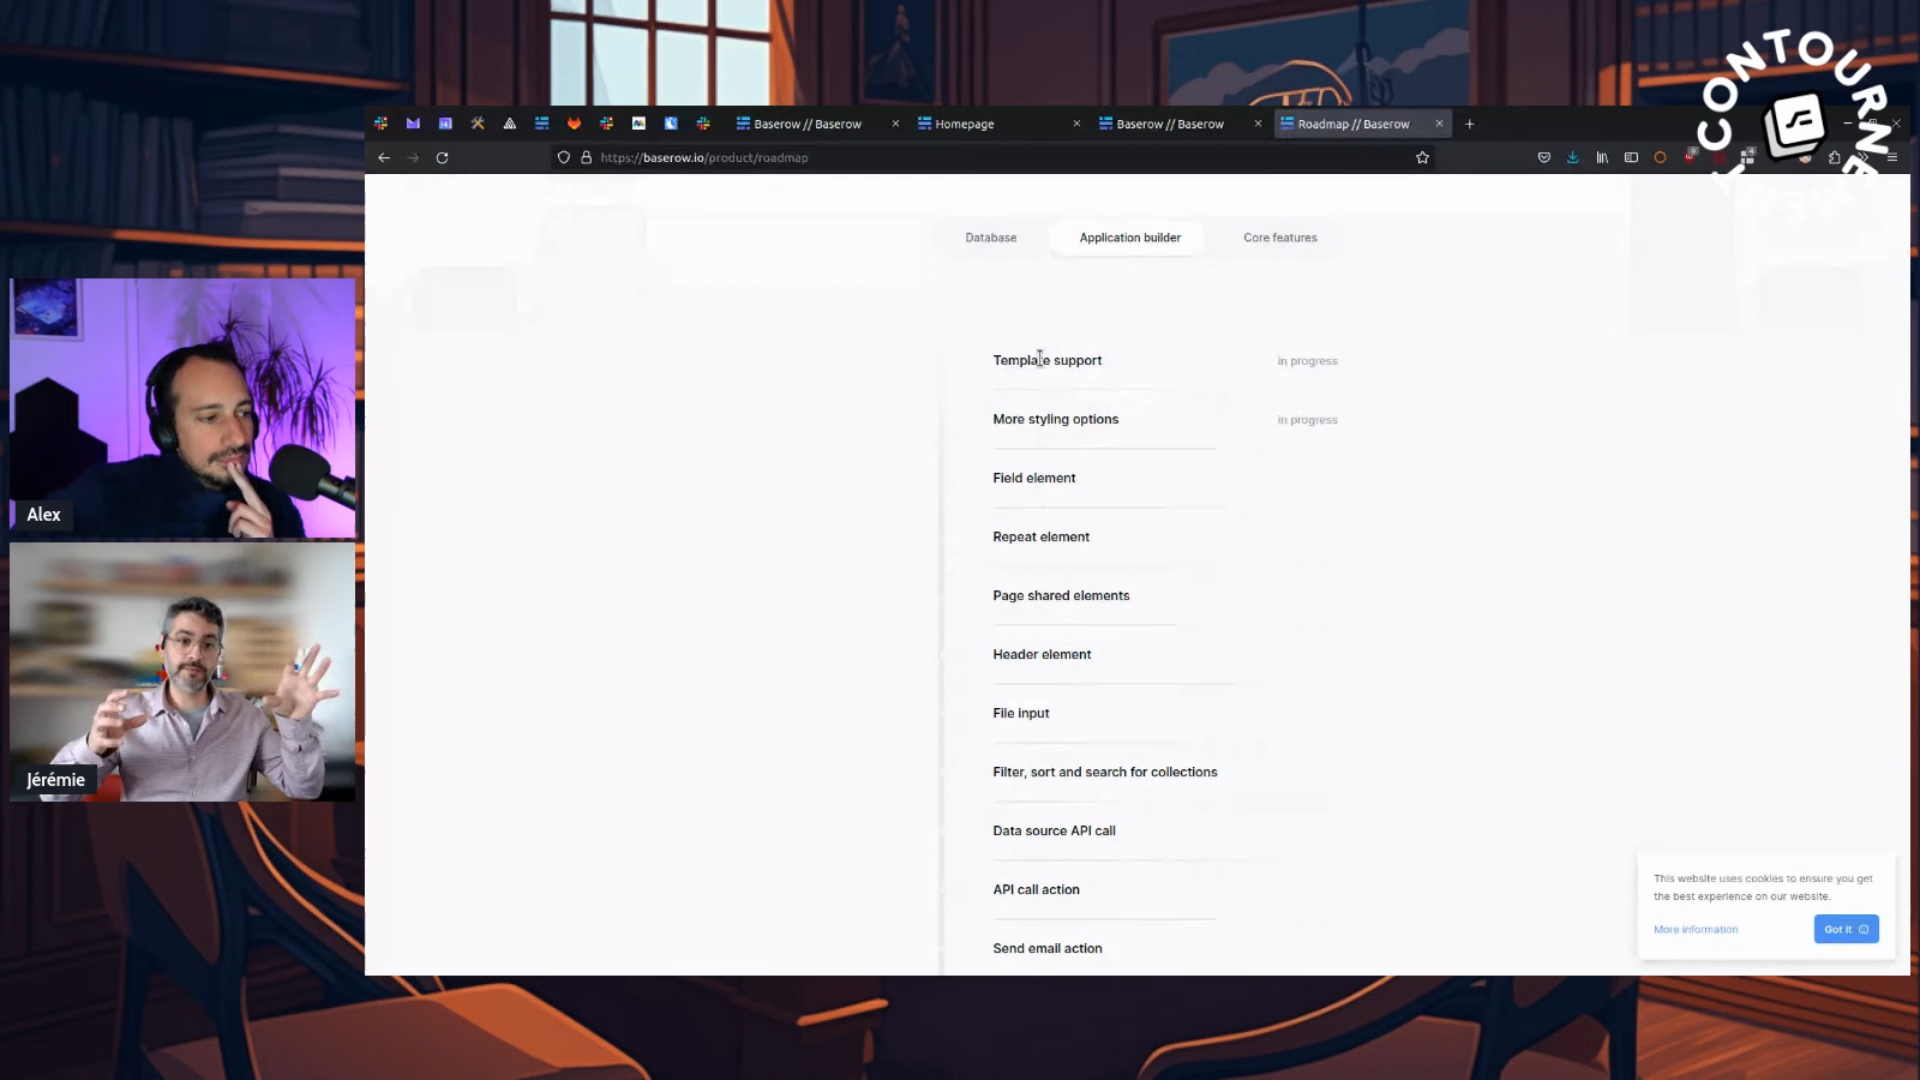 CONTOURNEMENT
Baserow // Baserow
Homepage
Baserow // Baserow
Roadmap // Baserow
https://baserow.io/product/roadmap
Database
Application builder
Core features
Template support
in progress
More styling options
in progress
Field element
Repeat element
Page shared elements
Header element
File input
Filter, sort and search for collections
Data source API call
API call action
Send email action
This website uses cookies to ensure you get
the best experience on our website.
More information
Got it
Alex
Jérémie